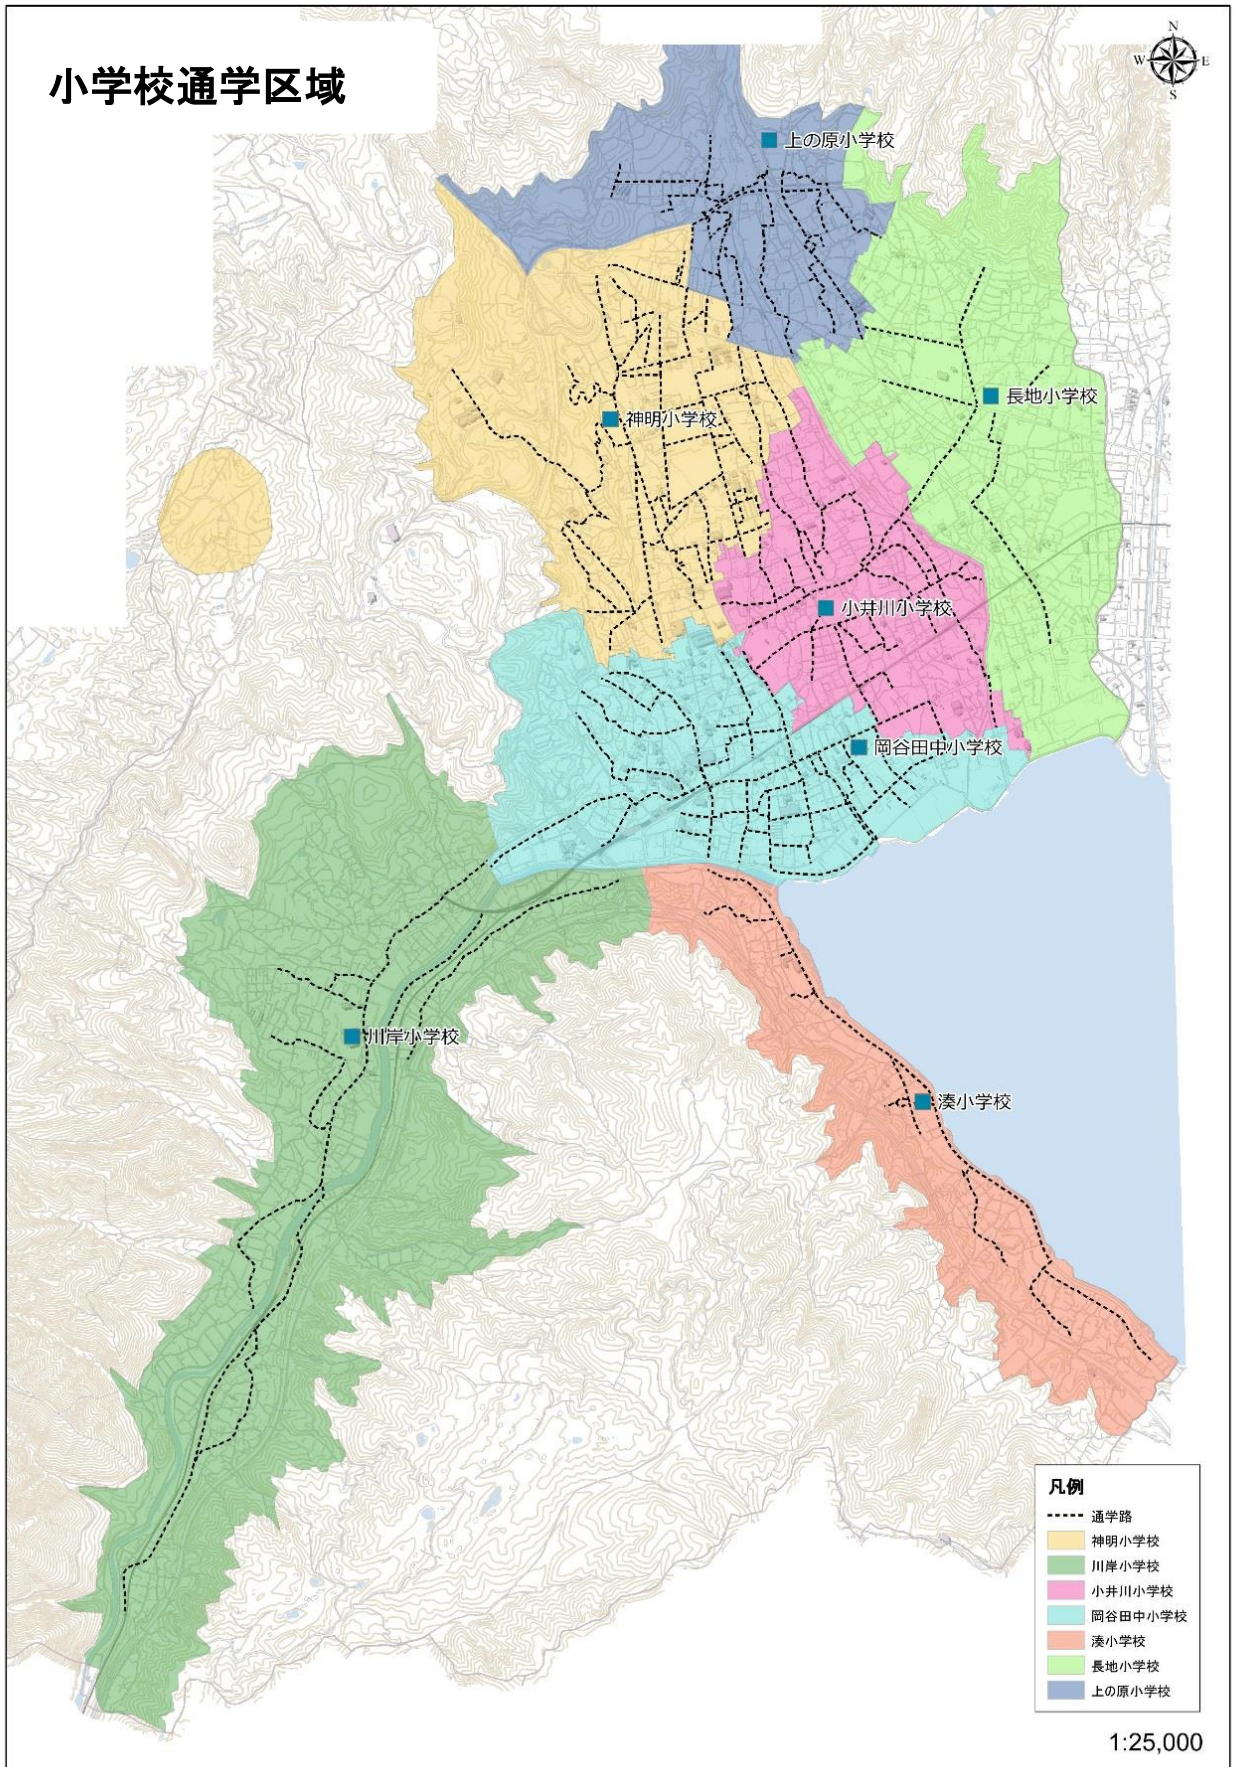 小学校通学区域
N
W
E
S
上の原小学校
長地小学校
神明小学校
小井川小学校
岡谷田中小学校
川岸小学校
湊小学校
凡例
通学路
神明小学校
川岸小学校
小井川小学校
岡谷田中小学校
湊小学校
長地小学校
上の原小学校
1:25,000